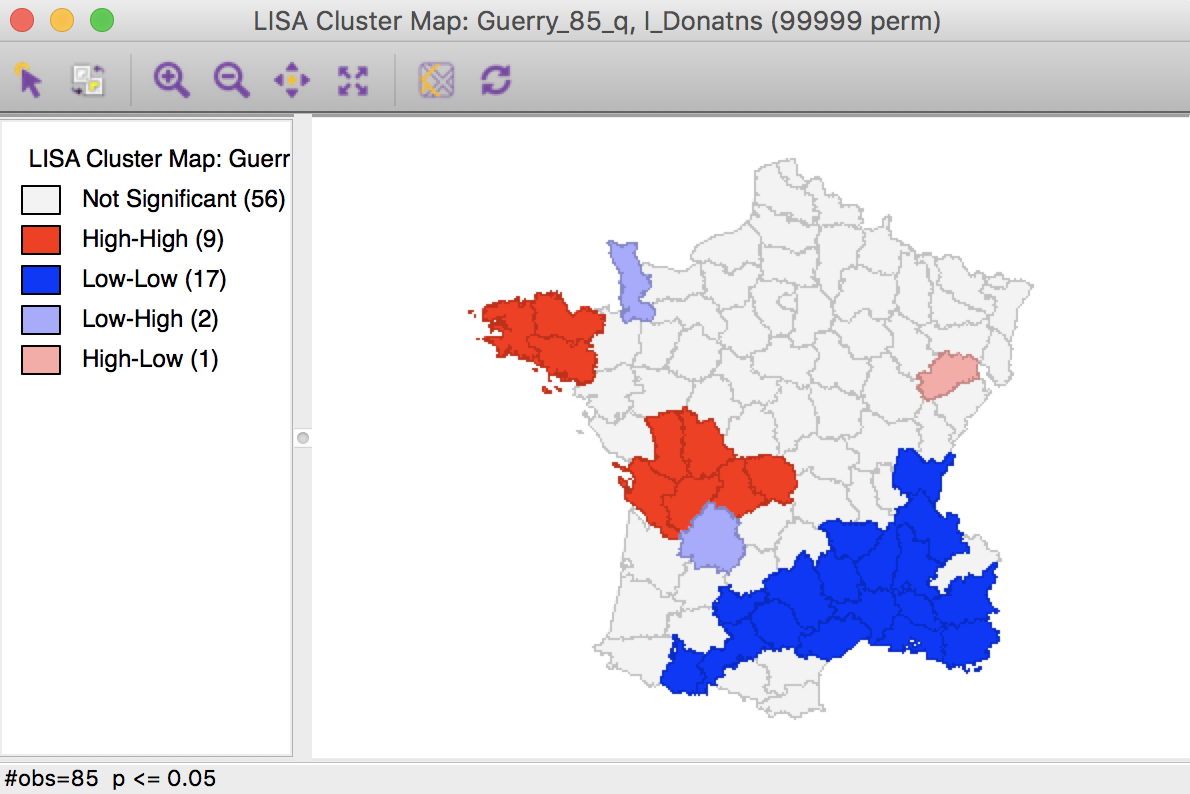 LISA Cluster Map: Guerry_85_q, I_Donatns (99999 perm)
LISA Cluster Map: Guerr
Not Significant (56)
High-High (9)
Low-Low (17)
Low-High (2)
High-Low (1)
#obs=85 p <= 0.05